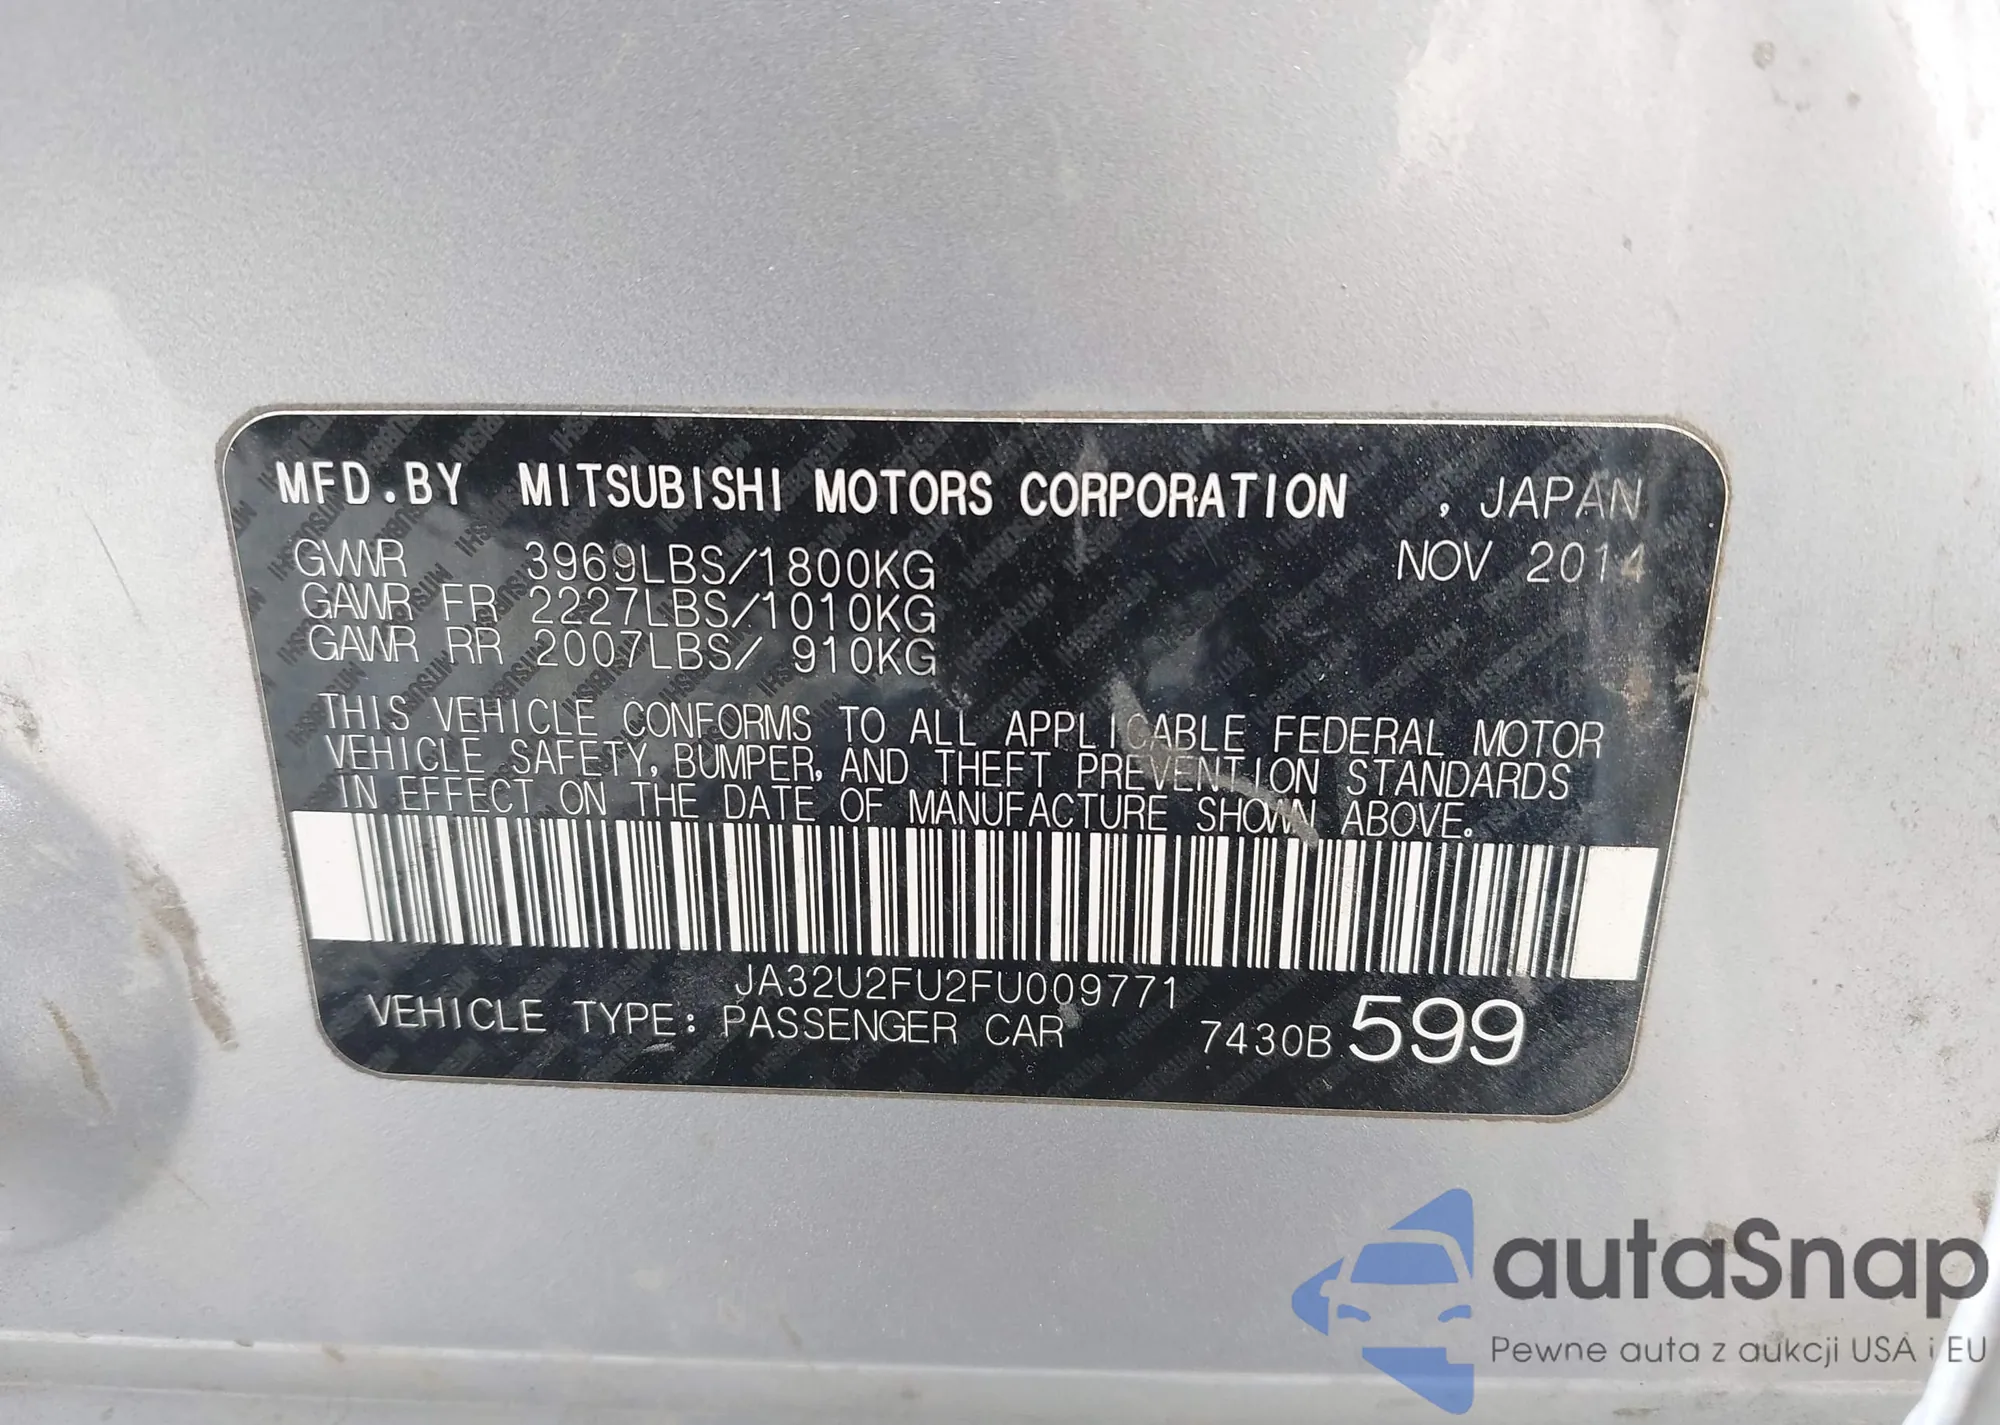 MFD.BY MITSUBISHI MOTORS CORPORATION , JAPAN
GVWR 3969LBS/1800KG NOV 2014
GAWR FR 2227LBS/1010KG
GAWR RR 2007LBS/ 910KG
THIS VEHICLE CONFORMS TO ALL APPLICABLE FEDERAL MOTOR
VEHICLE SAFETY, BUMPER, AND THEFT PREVENTION STANDARDS
IN EFFECT ON THE DATE OF MANUFACTURE SHOWN ABOVE.
JA32U2FU2FU009771
VEHICLE TYPE: PASSENGER CAR 7430B 599
autaSnap
Pewne auta z aukcji USA i EU